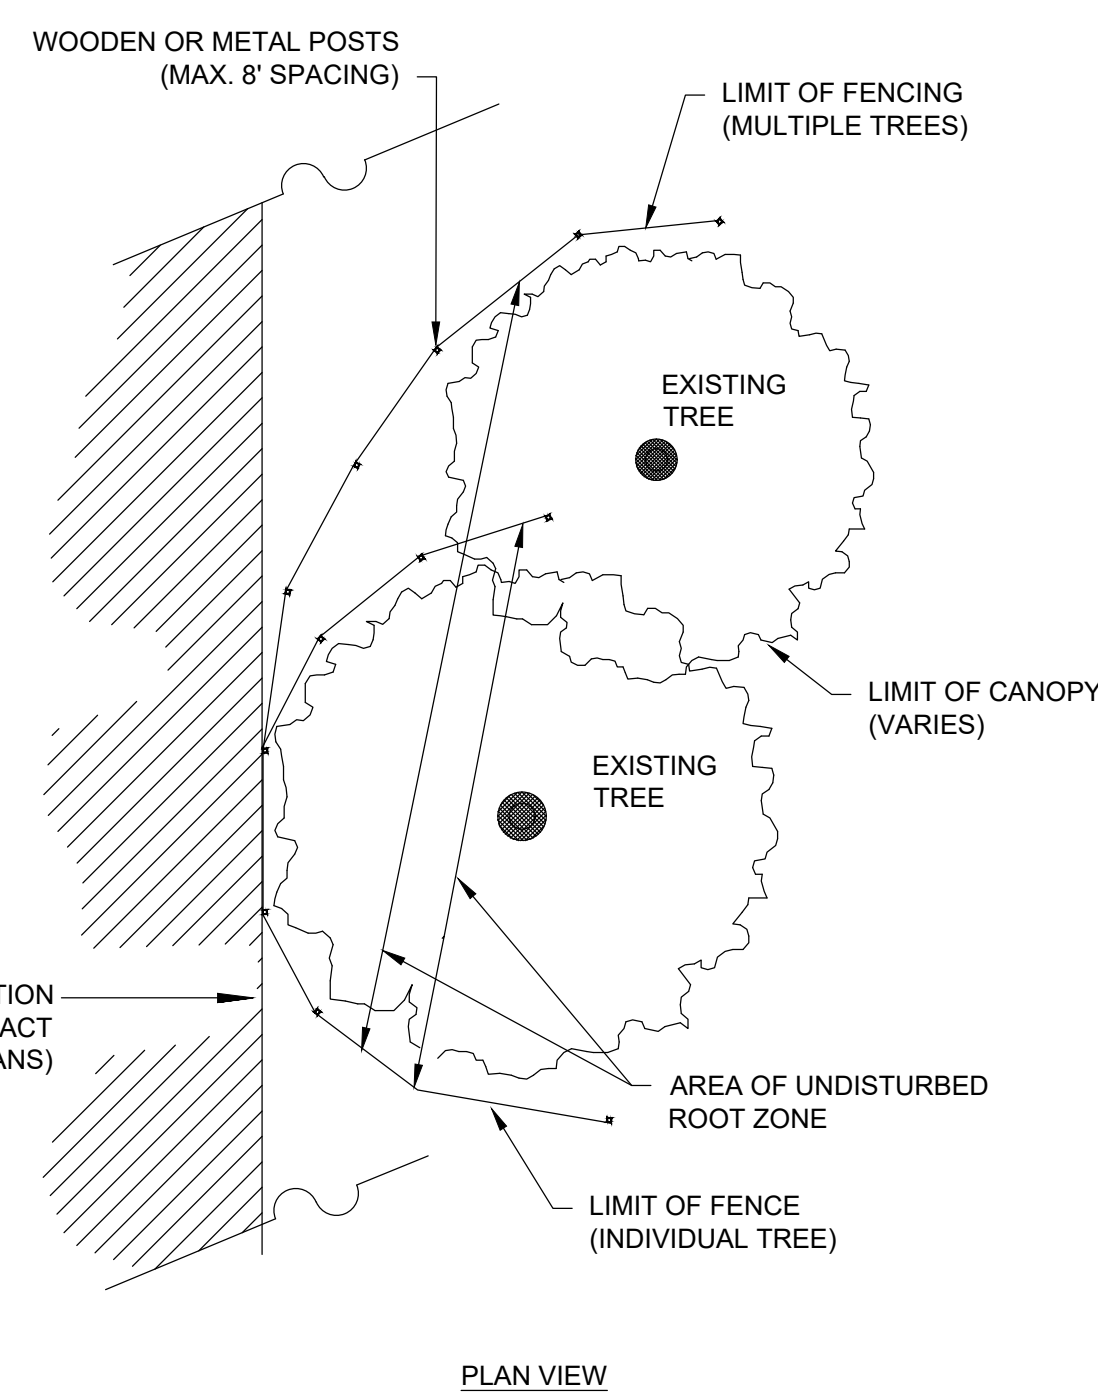 WOODEN OR METAL POSTS
(MAX. 8' SPACING)
LIMIT OF FENCING
(MULTIPLE TREES)
EXISTING
TREE
LIMIT OF CANOPY
(VARIES)
EXISTING
TREE
AREA OF UNDISTURBED
ROOT ZONE
LIMIT OF FENCE
(INDIVIDUAL TREE)
PLAN VIEW